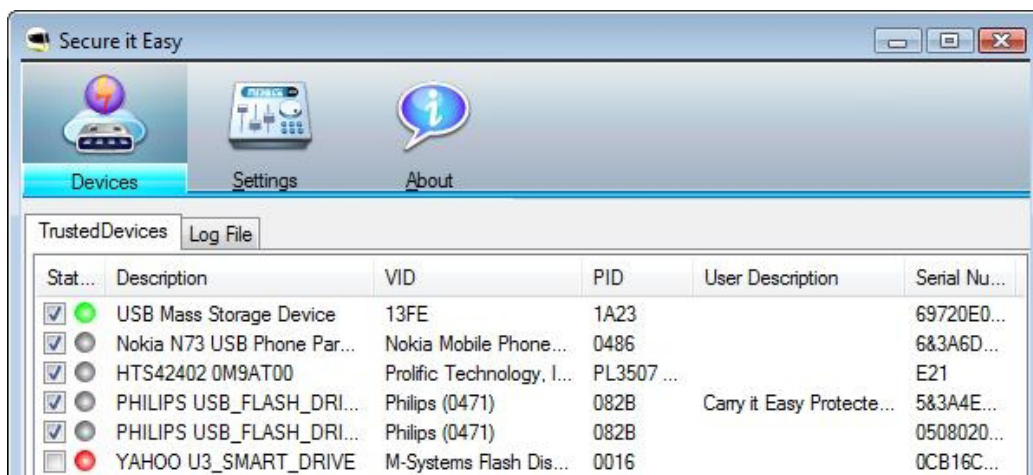 Secure it Easy
Devices Settings About
TrustedDevices Log File
Stat... Description VID PID User Description Serial Nu...
USB Mass Storage Device 13FE 1A23 69720E0...
Nokia N73 USB Phone Par... Nokia Mobile Phone... 0486 6&3A6D...
HTS42402 0M9AT00 Prolific Technology, I... PL3507 ... E21
PHILIPS USB_FLASH_DRI... Philips (0471) 082B Carry it Easy Protecte... 5&3A4E...
PHILIPS USB_FLASH_DRI... Philips (0471) 082B 0508020...
YAHOO U3_SMART_DRIVE M-Systems Flash Dis... 0016 0CB16C...